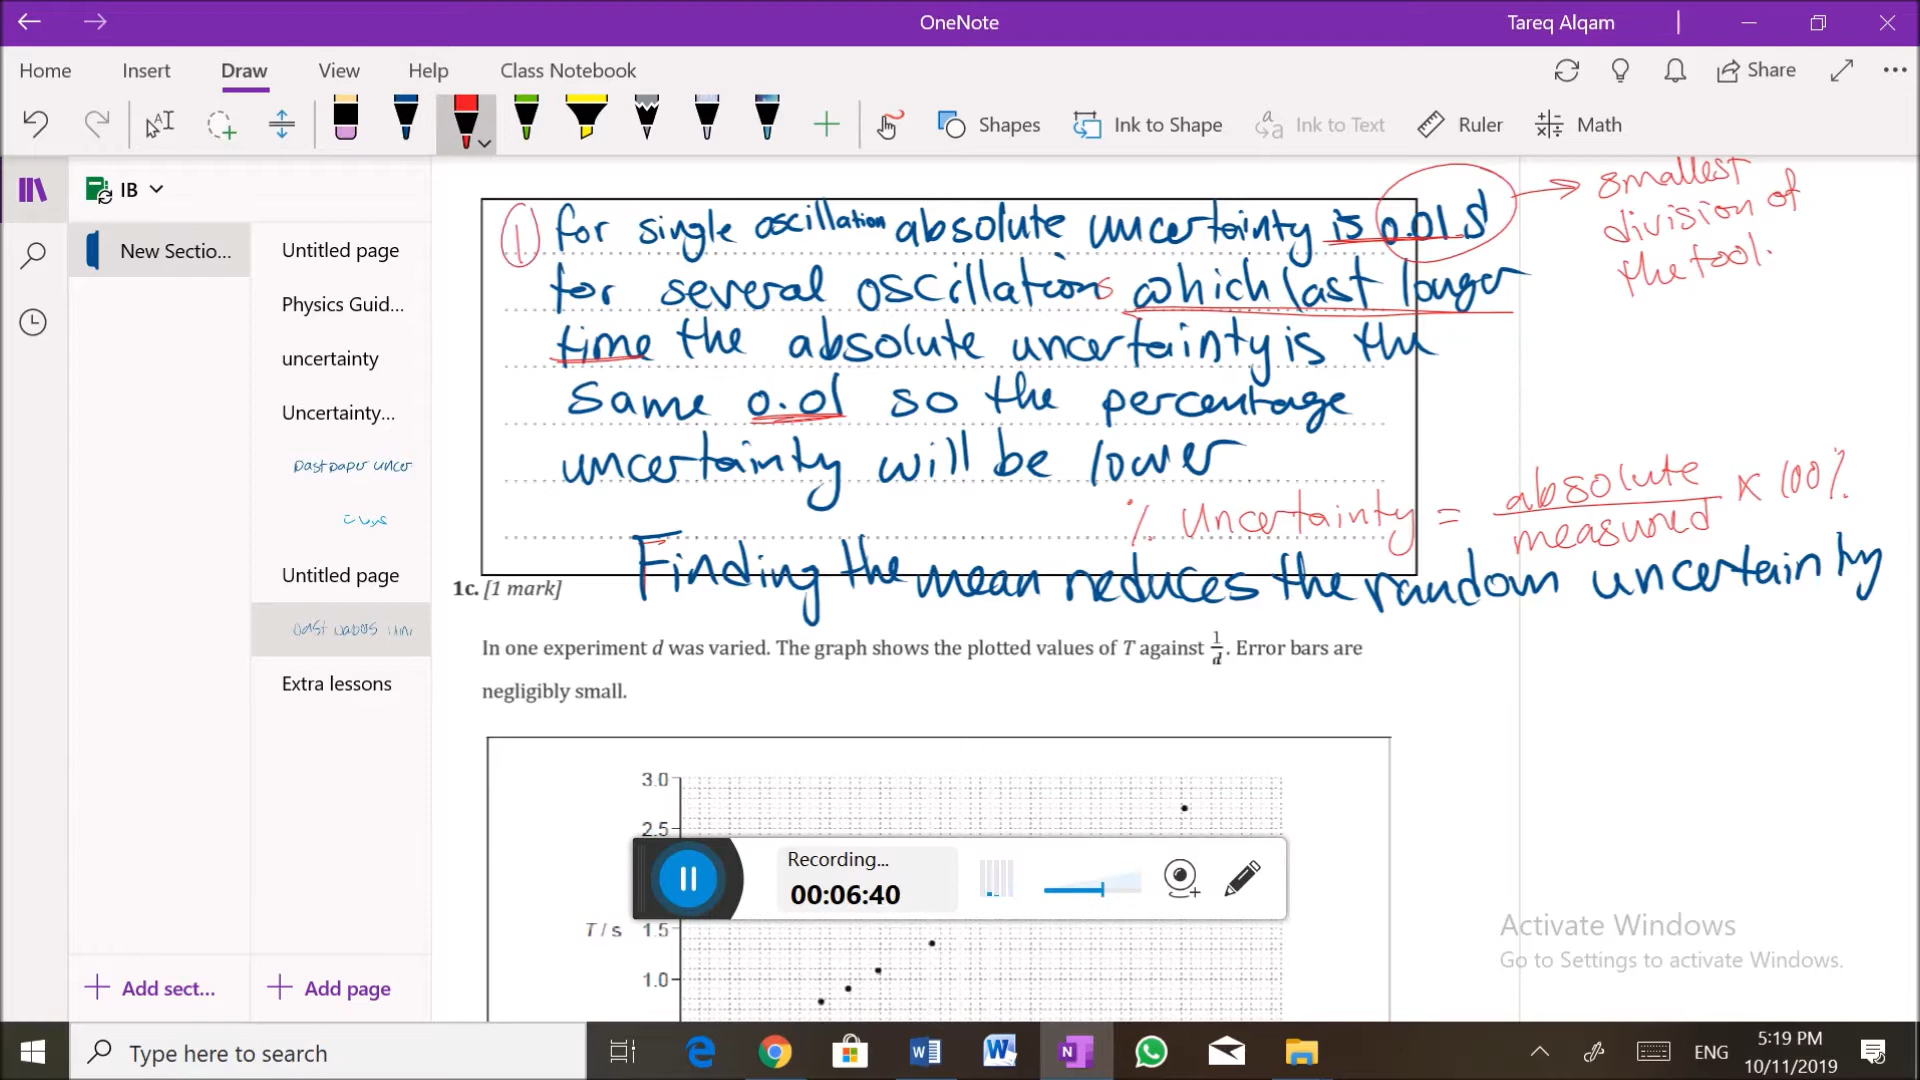 OneNote
Tareq Alqam
Home Insert Draw View Help Class Notebook
Share
Shapes Ink to Shape Ink to Text Ruler Math
IB
New Sectio...
Untitled page
Physics Guid...
uncertainty
Uncertainty...
past paper uncer
Untitled page
Extra lessons
Add sect...
Add page
① for single oscillation absolute uncertainty is 0.01 s
for several oscillations which last longer
time the absolute uncertainty is the
same 0.01 so the percentage
uncertainty will be lower
smallest
division of
the tool.
% Uncertainty = absolute / measured × 100%
Finding the mean reduces the random uncertainty
1c. [1 mark]
In one experiment d was varied. The graph shows the plotted values of T against 1/d. Error bars are
negligibly small.
3.0
2.5
T / s 1.5
1.0
Recording...
00:06:40
Activate Windows
Go to Settings to activate Windows.
Type here to search
ENG
5:19 PM
10/11/2019